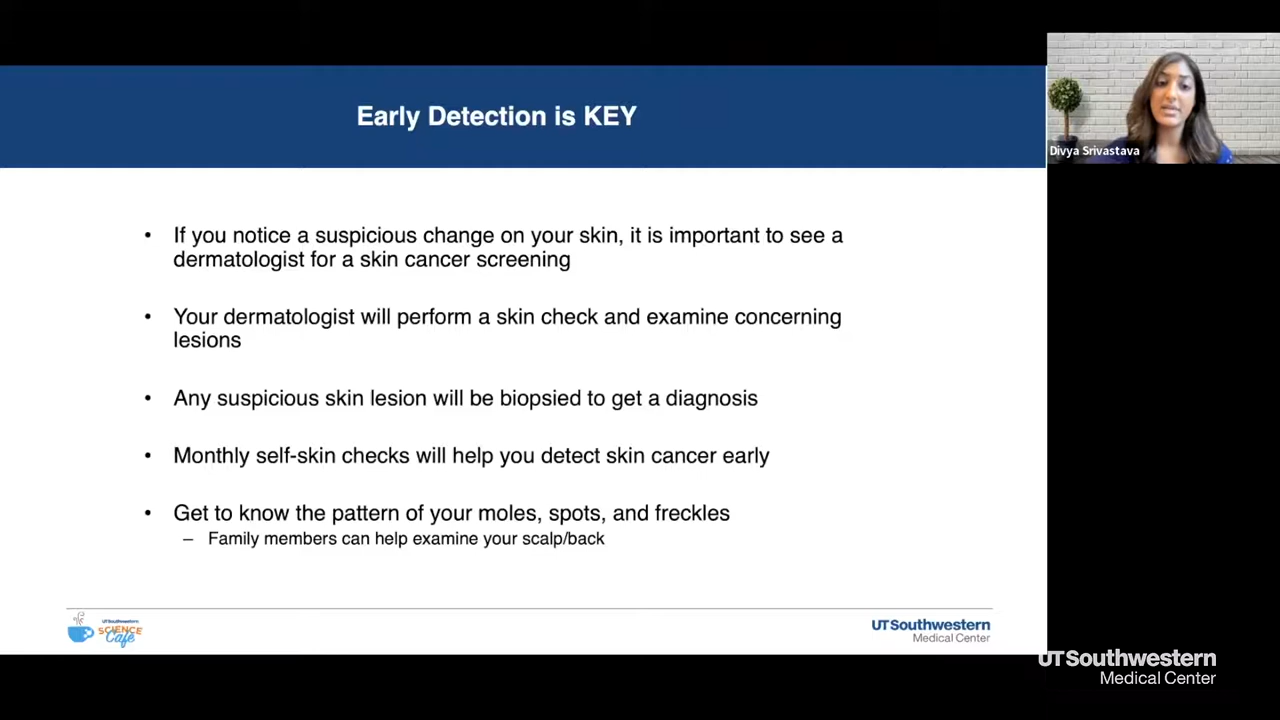 Early Detection is KEY
Divya Srivastava
• If you notice a suspicious change on your skin, it is important to see a
dermatologist for a skin cancer screening
• Your dermatologist will perform a skin check and examine concerning
lesions
• Any suspicious skin lesion will be biopsied to get a diagnosis
• Monthly self-skin checks will help you detect skin cancer early
• Get to know the pattern of your moles, spots, and freckles
– Family members can help examine your scalp/back
UT Southwestern
SCIENCE
Café
UTSouthwestern
Medical Center
UTSouthwestern
Medical Center